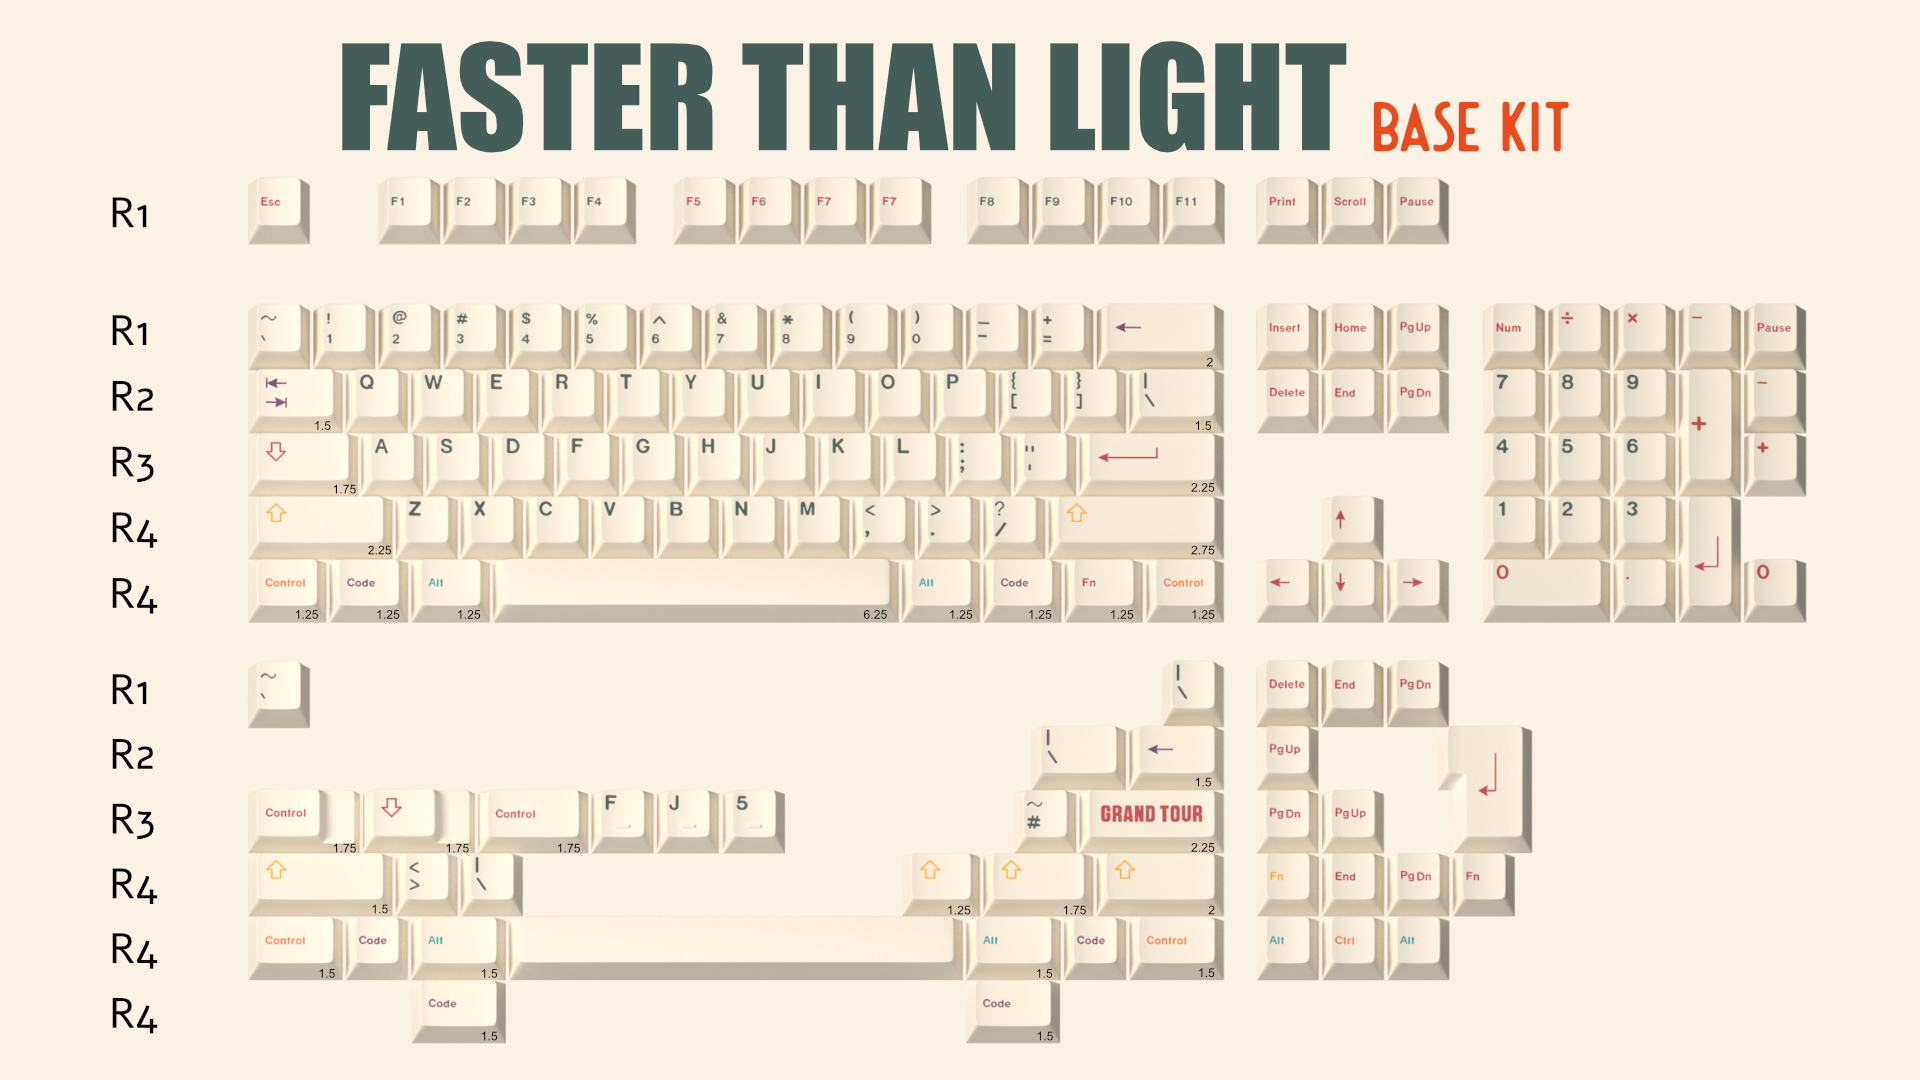 FASTER THAN LIGHT BASE KIT
R1 Esc F1 F2 F3 F4 F5 F6 F7 F7 F8 F9 F10 F11 Print Scroll Pause
R1 ~ ! @ # $ % ^ & * ( ) _ + ← Insert Home PgUp Num ÷ × − Pause
` 1 2 3 4 5 6 7 8 9 0 - = 2
R2 ⇤ Q W E R T Y U I O P { } | Delete End PgDn 7 8 9 + −
⇥ [ ] \
1.5 1.5
R3 ⇩ A S D F G H J K L : " ← 4 5 6 +
; '
1.75 2.25
R4 ⇧ Z X C V B N M < > ? ⇧ ↑ 1 2 3 ↵
, . /
2.25 2.75
R4 Control Code Alt Alt Code Fn Control ← ↓ → 0 . 0
1.25 1.25 1.25 6.25 1.25 1.25 1.25 1.25
R1 ~ | Delete End PgDn
` \
R2 | ← PgUp ↵
\ 1.5
R3 Control ⇩ Control F J 5 ~ GRAND TOUR PgDn PgUp
#
1.75 1.75 1.75 2.25
R4 ⇧ < | ⇧ ⇧ ⇧ Fn End PgDn Fn
> \
1.5 1.25 1.75 2
R4 Control Code Alt Alt Code Control Alt Ctrl Alt
1.5 1.5 1.5 1.5
R4 Code Code
1.5 1.5